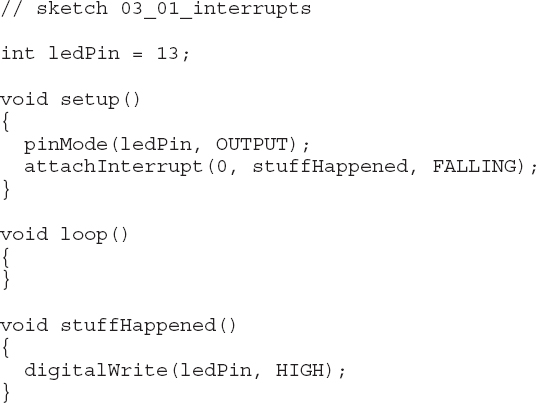 // sketch 03_01_interrupts
int ledPin = 13;
void setup()
{
  pinMode(ledPin, OUTPUT);
  attachInterrupt(0, stuffHappened, FALLING);
}
void loop()
{
}
void stuffHappened()
{
  digitalWrite(ledPin, HIGH);
}